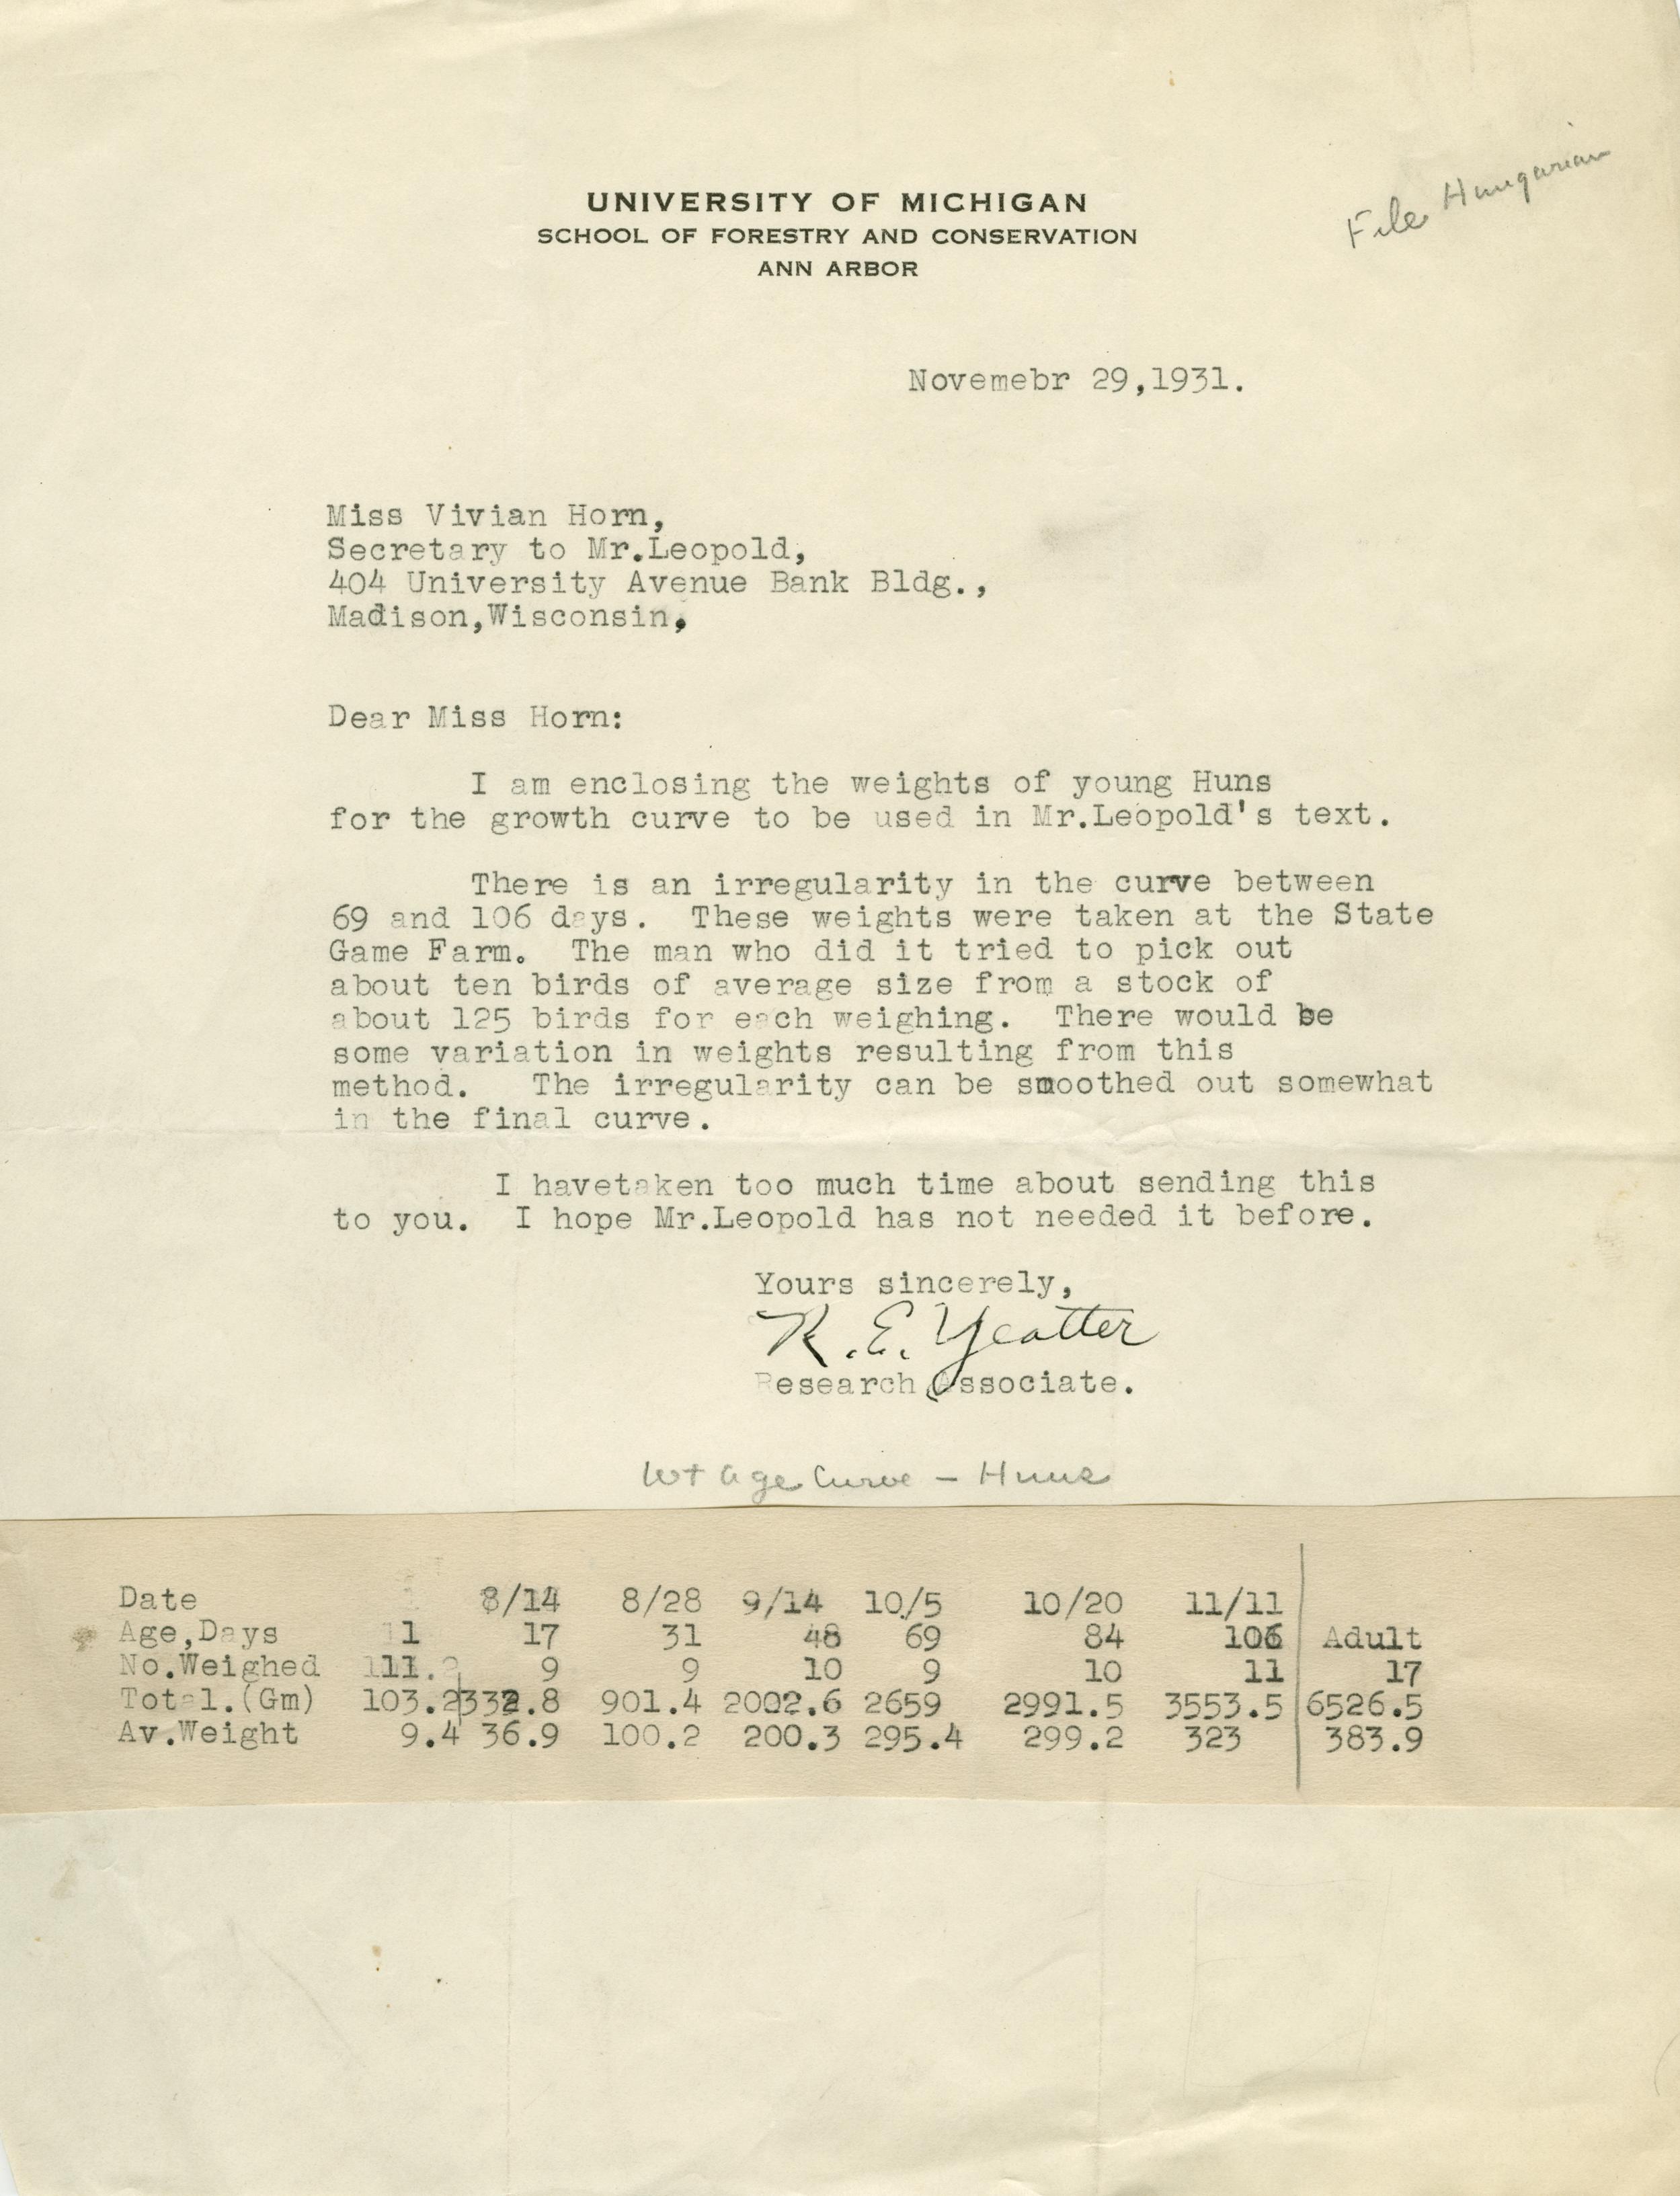 File Hungarian
UNIVERSITY OF MICHIGAN
SCHOOL OF FORESTRY AND CONSERVATION
ANN ARBOR
Novemebr 29,1931.
Miss Vivian Horn,
Secretary to Mr.Leopold,
404 University Avenue Bank Bldg.,
Madison,Wisconsin,
Dear Miss Horn:
I am enclosing the weights of young Huns
for the growth curve to be used in Mr.Leopold's text.
There is an irregularity in the curve between
69 and 106 days. These weights were taken at the State
Game Farm. The man who did it tried to pick out
about ten birds of average size from a stock of
about 125 birds for each weighing. There would be
some variation in weights resulting from this
method. The irregularity can be smoothed out somewhat
in the final curve.
I havetaken too much time about sending this
to you. I hope Mr.Leopold has not needed it before.
Yours sincerely,
R. E. Yeatter
Research Associate.
Wt Age Curve – Huns
Date 8/14 8/28 9/14 10/5 10/20 11/11
Age,Days 1 17 31 48 69 84 106 Adult
No.Weighed 11 9 9 10 9 10 11 17
Total.(Gm) 103.2 332.8 901.4 2002.6 2659 2991.5 3553.5 6526.5
Av.Weight 9.4 36.9 100.2 200.3 295.4 299.2 323 383.9